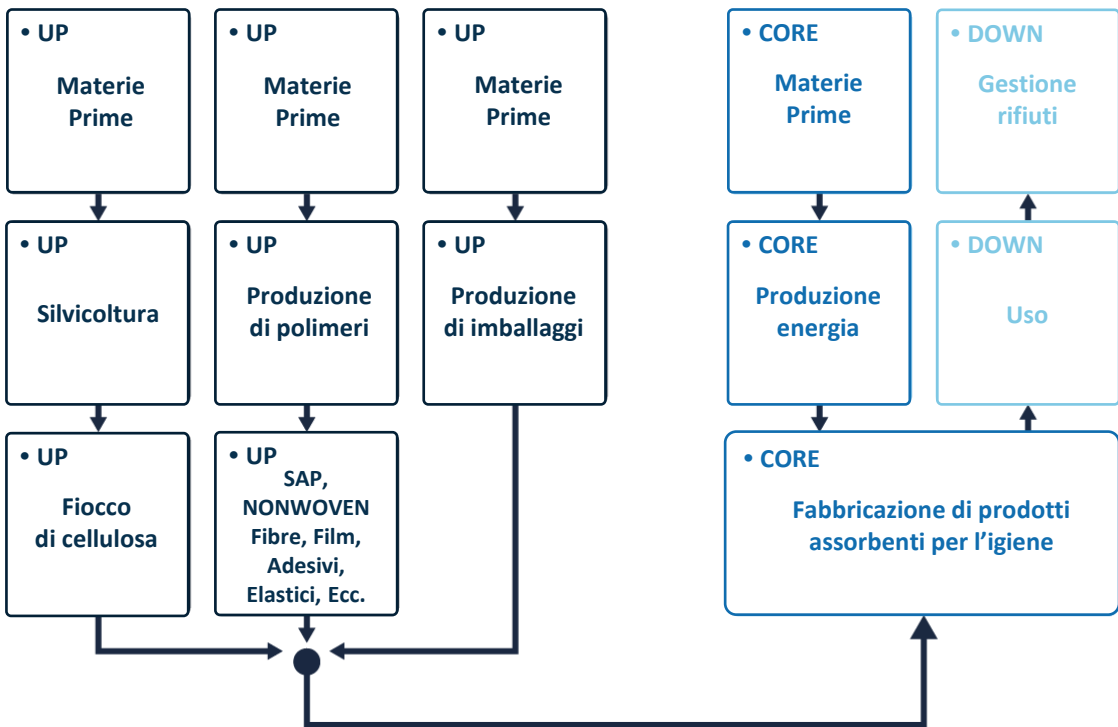 • UP
Materie
Prime
• UP
Materie
Prime
• UP
Materie
Prime
• CORE
Materie
Prime
• DOWN
Gestione
rifiuti
• UP
Silvicoltura
• UP
Produzione
di polimeri
• UP
Produzione
di imballaggi
• CORE
Produzione
energia
• DOWN
Uso
• UP
Fiocco
di cellulosa
• UP
SAP,
NONWOVEN
Fibre, Film,
Adesivi,
Elastici, Ecc.
• CORE
Fabbricazione di prodotti
assorbenti per l’igiene